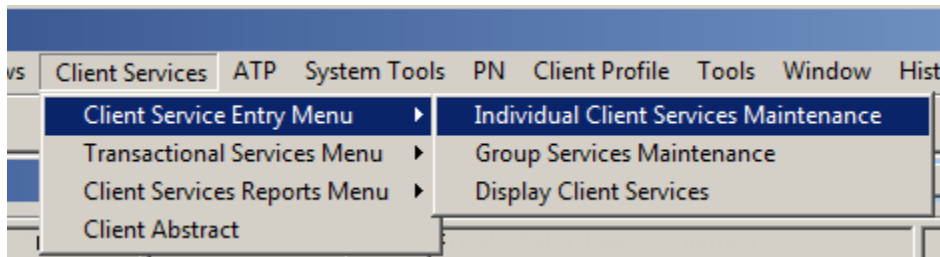 Client Services ATP System Tools PN Client Profile Tools Window Hist
Client Service Entry Menu Individual Client Services Maintenance
Transactional Services Menu Group Services Maintenance
Client Services Reports Menu Display Client Services
Client Abstract